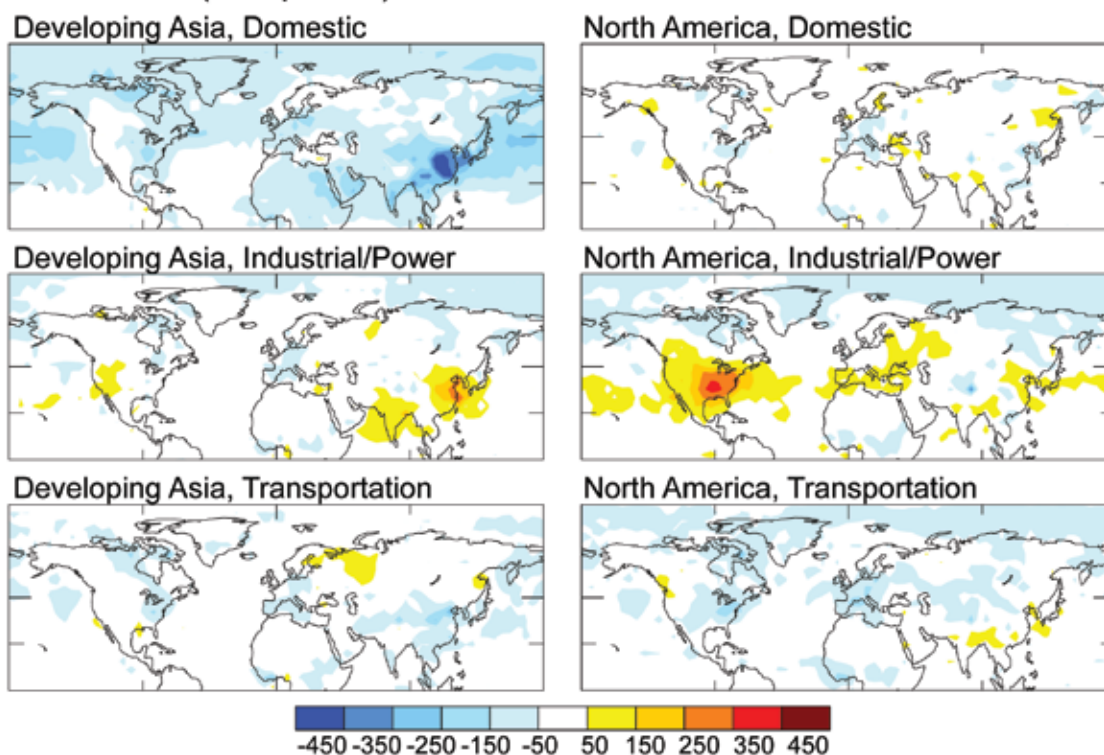 Developing Asia, Domestic
North America, Domestic
Developing Asia, Industrial/Power
North America, Industrial/Power
Developing Asia, Transportation
North America, Transportation
-450 -350 -250 -150 -50 50 150 250 350 450